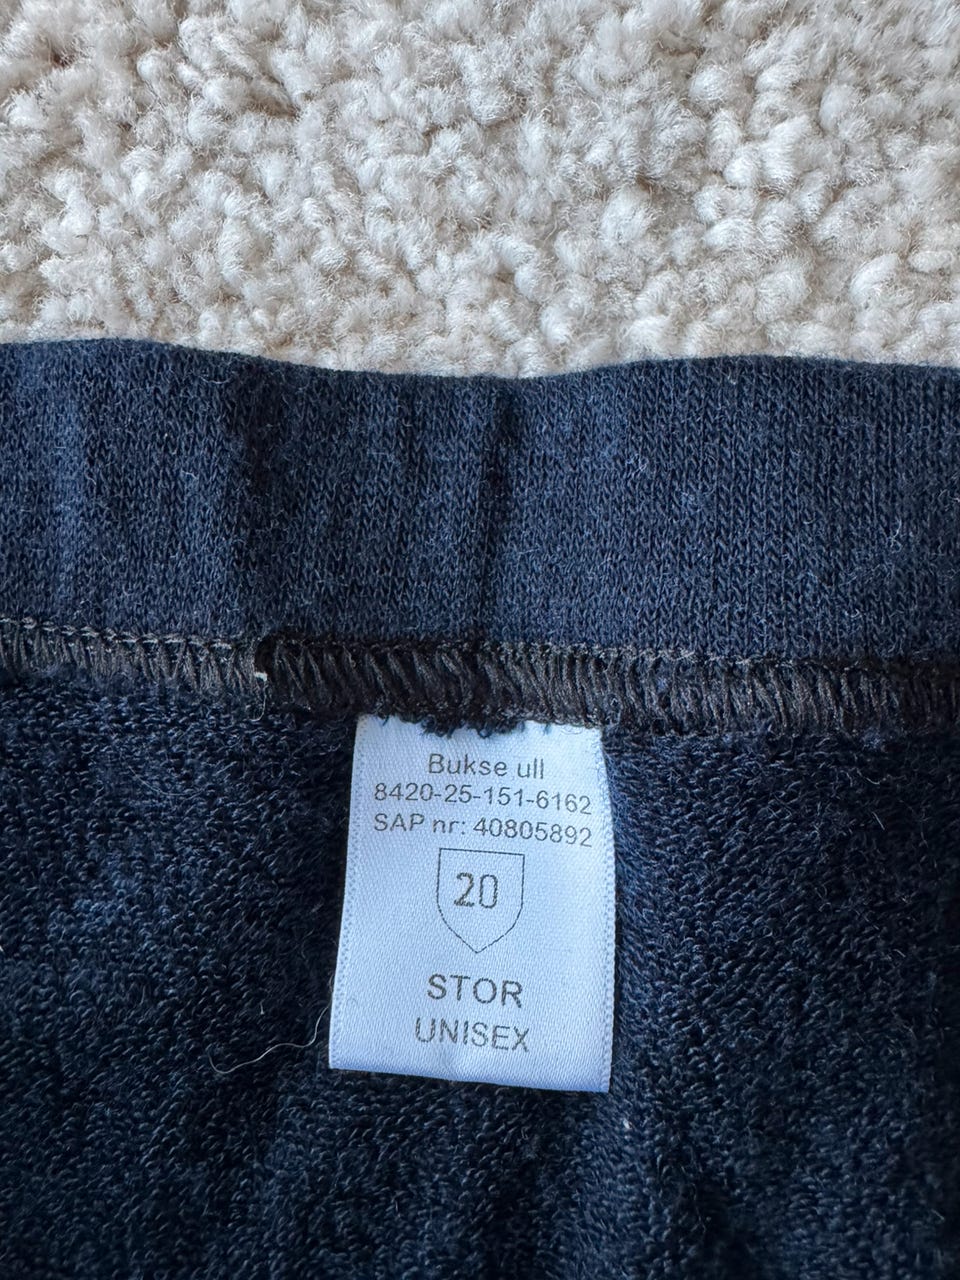 Bukse ull
8420-25-151-6162
SAP nr: 40805892
20
STOR
UNISEX